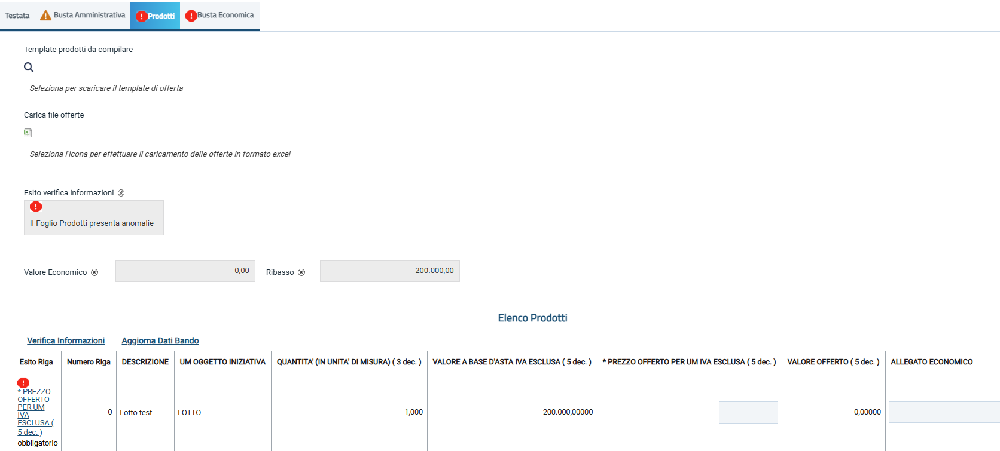 Testata Busta Amministrativa Prodotti Busta Economica
Template prodotti da compilare
Seleziona per scaricare il template di offerta
Carica file offerte
Seleziona l'icona per effettuare il caricamento delle offerte in formato excel
Esito verifica informazioni
Il Foglio Prodotti presenta anomalie
Valore Economico 0,00 Ribasso 200.000,00
Elenco Prodotti
Verifica Informazioni Aggiorna Dati Bando
Esito Riga Numero Riga DESCRIZIONE UM OGGETTO INIZIATIVA QUANTITA' (IN UNITA' DI MISURA) ( 3 dec. ) VALORE A BASE D'ASTA IVA ESCLUSA ( 5 dec. ) * PREZZO OFFERTO PER UM IVA ESCLUSA ( 5 dec. ) VALORE OFFERTO ( 5 dec. ) ALLEGATO ECONOMICO
* PREZZO
OFFERTO
PER UM
IVA
ESCLUSA (
5 dec. )
obbligatorio
0 Lotto test LOTTO 1,000 200.000,00000 0,00000